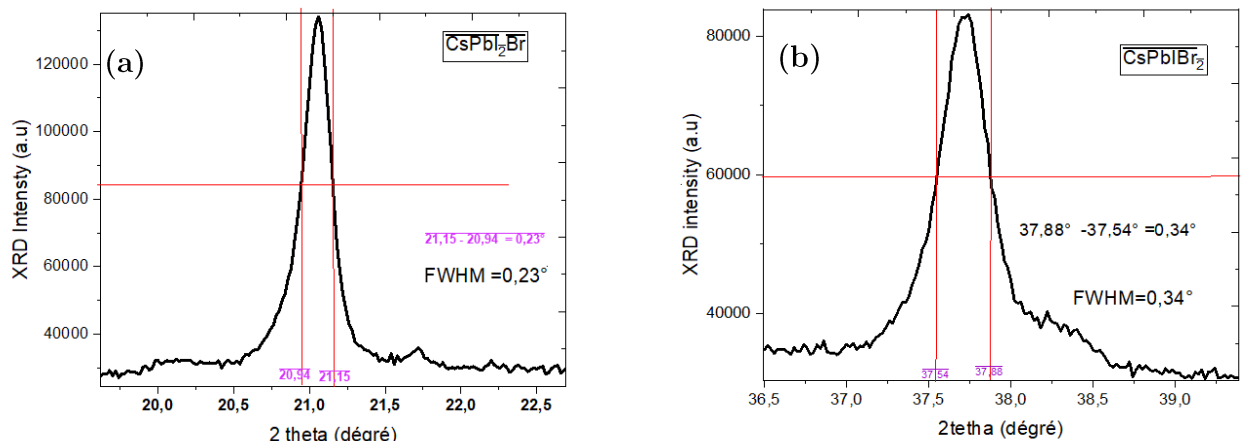 (a)
CsPbI2Br
XRD Intensty (a.u)
120000
100000
80000
60000
40000
21,15 - 20,94 = 0,23°
FWHM =0,23°
20,94 21,15
20,0 20,5 21,0 21,5 22,0 22,5
2 theta (dégré)
(b)
CsPbIBr2
XRD intensity (a.u)
80000
60000
40000
37,88° -37,54° =0,34°
FWHM=0,34°
37,54 37,88
36,5 37,0 37,5 38,0 38,5 39,0
2tetha (dégré)